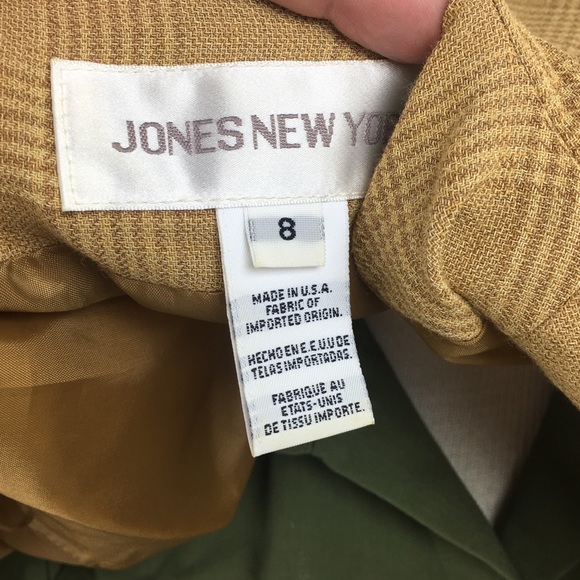 JONES NEW YO
8
MADE IN U.S.A.
FABRIC OF
IMPORTED ORIGIN.
HECHO EN E.E.U.U DE
TELAS IMPORTADAS.
FABRIQUE AU
ETATS-UNIS
DE TISSU IMPORTE.